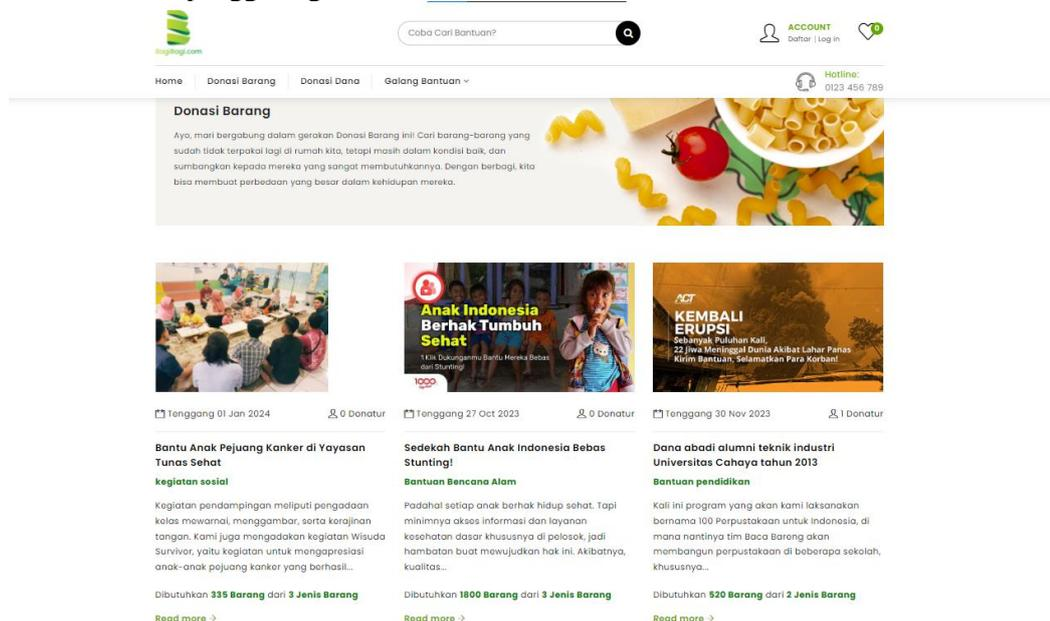 BagiBagi.com
Coba Cari Bantuan?
ACCOUNT
Daftar | Log in
0
Home Donasi Barang Donasi Dana Galang Bantuan
Hotline:
0123 456 789
Donasi Barang
Ayo, mari bergabung dalam gerakan Donasi Barang ini! Cari barang-barang yang
sudah tidak terpakai lagi di rumah kita, tetapi masih dalam kondisi baik, dan
sumbangkan kepada mereka yang sangat membutuhkannya. Dengan berbagi, kita
bisa membuat perbedaan yang besar dalam kehidupan mereka.
Tenggang 01 Jan 2024 0 Donatur
Bantu Anak Pejuang Kanker di Yayasan
Tunas Sehat
kegiatan sosial
Kegiatan pendampingan meliputi pengadaan
kelas mewarnai, menggambar, serta kerajinan
tangan. Kami juga mengadakan kegiatan Wisuda
Survivor, yaitu kegiatan untuk mengapresiasi
anak-anak pejuang kanker yang berhasil...
Dibutuhkan 335 Barang dari 3 Jenis Barang
Read more →
Anak Indonesia
Berhak Tumbuh
Sehat
1 Klik Dukunganmu Bantu Mereka Bebas
dari Stunting!
1000
Tenggang 27 Oct 2023 0 Donatur
Sedekah Bantu Anak Indonesia Bebas
Stunting!
Bantuan Bencana Alam
Padahal setiap anak berhak hidup sehat. Tapi
minimnya akses informasi dan layanan
kesehatan dasar khususnya di pelosok, jadi
hambatan buat mewujudkan hak ini. Akibatnya,
kualitas...
Dibutuhkan 1800 Barang dari 3 Jenis Barang
Read more →
ACT
KEMBALI
ERUPSI
Sebanyak Puluhan Kali,
22 Jiwa Meninggal Dunia Akibat Lahar Panas
Kirim Bantuan, Selamatkan Para Korban!
Tenggang 30 Nov 2023 1 Donatur
Dana abadi alumni teknik industri
Universitas Cahaya tahun 2013
Bantuan pendidikan
Kali ini program yang akan kami laksanakan
bernama 100 Perpustakaan untuk Indonesia, di
mana nantinya tim Baca Bareng akan
membangun perpustakaan di beberapa sekolah,
khususnya...
Dibutuhkan 520 Barang dari 2 Jenis Barang
Read more →